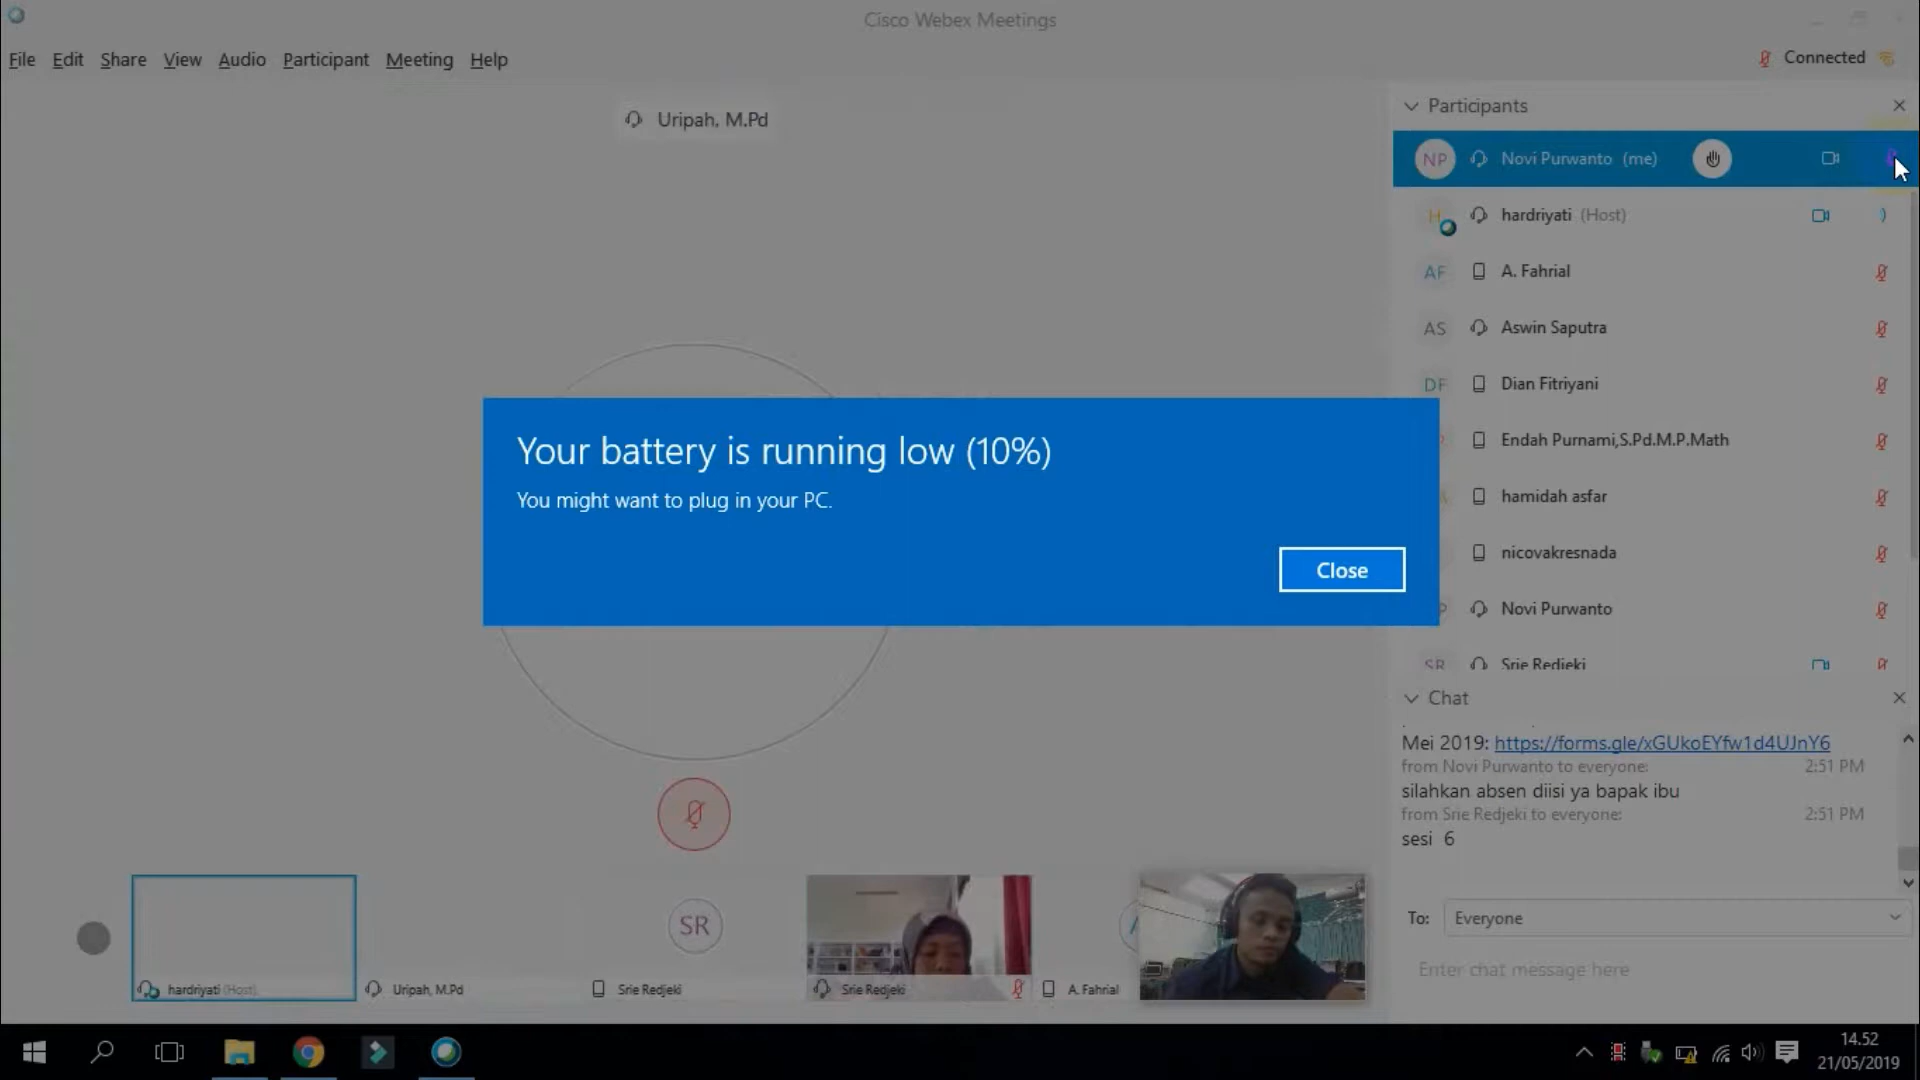 Cisco Webex Meetings
File Edit Share View Audio Participant Meeting Help
Connected
Uripah, M.Pd
Participants
NP Novi Purwanto (me)
H hardriyati (Host)
AF A. Fahrial
AS Aswin Saputra
DF Dian Fitriyani
Endah Purnami,S.Pd.M.P.Math
hamidah asfar
nicovakresnada
Novi Purwanto
SR Srie Redjeki
Your battery is running low (10%)
You might want to plug in your PC.
Close
Chat
Mei 2019: https://forms.gle/xGUkoEYfw1d4UJnY6
from Novi Purwanto to everyone: 2:51 PM
silahkan absen diisi ya bapak ibu
from Srie Redjeki to everyone: 2:51 PM
sesi 6
To: Everyone
Enter chat message here
SR
hardriyati (Host)
Uripah, M.Pd
Srie Redjeki
Srie Redjeki
A. Fahrial
14.52
21/05/2019